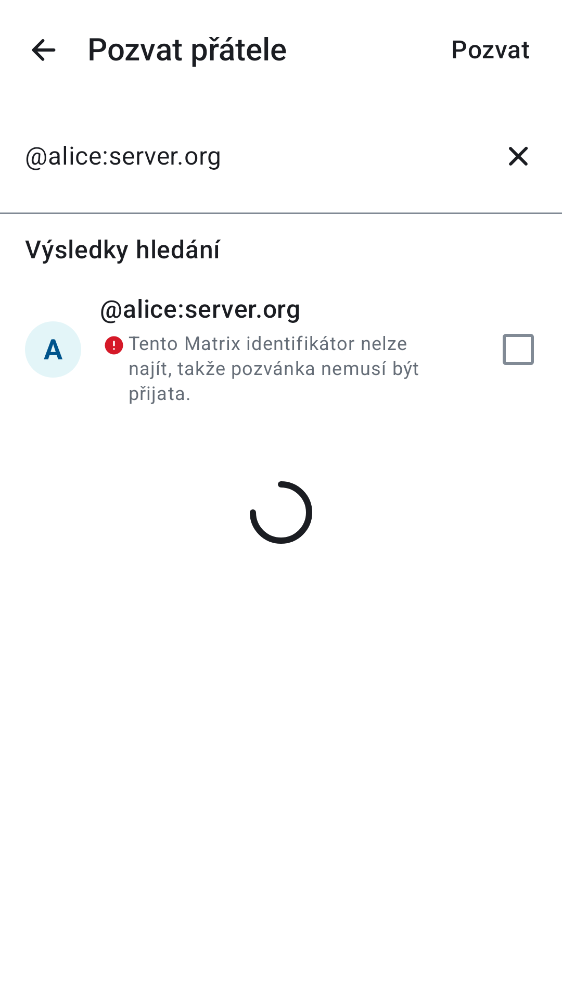 Pozvat přátele
Pozvat
@alice:server.org
Výsledky hledání
@alice:server.org
A
Tento Matrix identifikátor nelze
najít, takže pozvánka nemusí být
přijata.